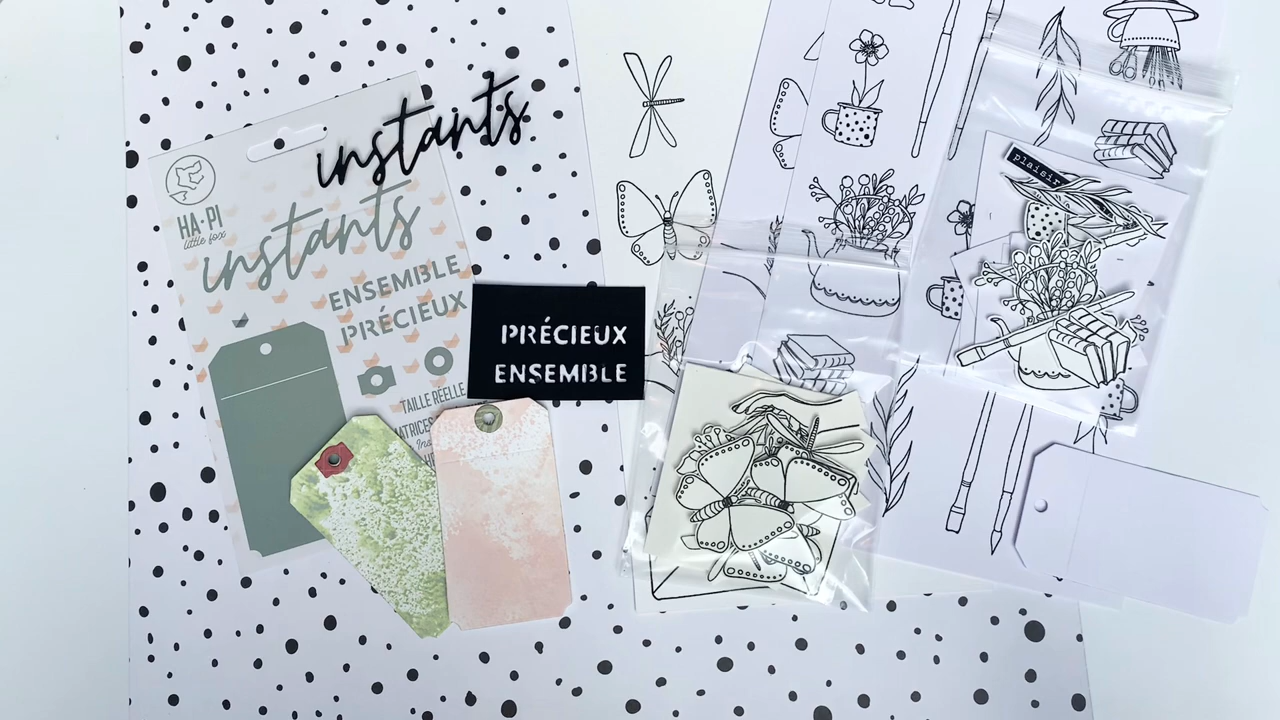 instants
HA·PI
little fox
instants
ENSEMBLE
PRÉCIEUX
TAILLE RÉELLE
PRÉCIEUX
ENSEMBLE
plaisir